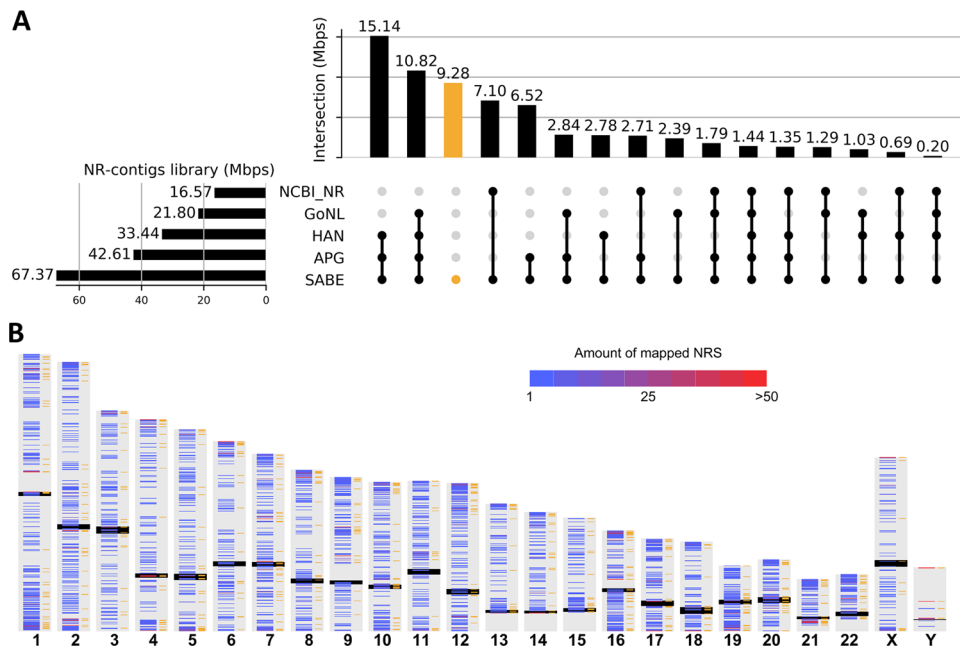 A
Intersection (Mbps)
15.14
10.82
9.28
7.10
6.52
2.84
2.78
2.71
2.39
1.79
1.44
1.35
1.29
1.03
0.69
0.20
NR-contigs library (Mbps)
16.57
21.80
33.44
42.61
67.37
60
40
20
0
NCBI_NR
GoNL
HAN
APG
SABE
B
Amount of mapped NRS
1
25
>50
1 2 3 4 5 6 7 8 9 10 11 12 13 14 15 16 17 18 19 20 21 22 X Y